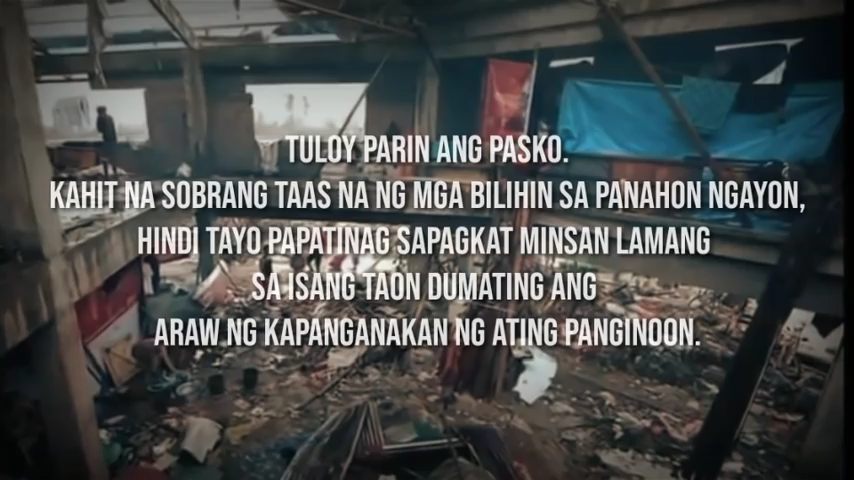 TULOY PARIN ANG PASKO.
KAHIT NA SOBRANG TAAS NA NG MGA BILIHIN SA PANAHON NGAYON,
HINDI TAYO PAPATINAG SAPAGKAT MINSAN LAMANG
SA ISANG TAON DUMATING ANG
ARAW NG KAPANGANAKAN NG ATING PANGINOON.